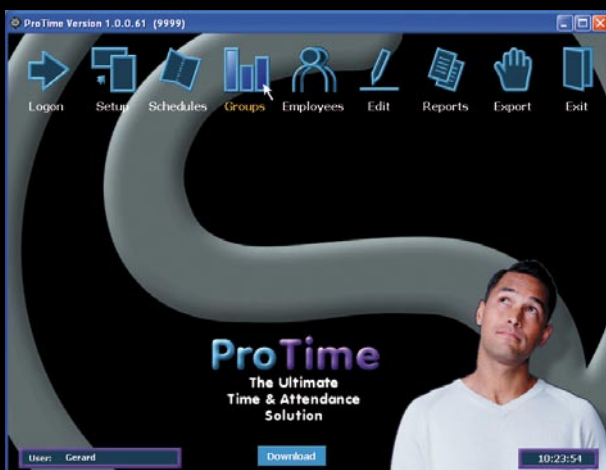 ProTime Version 1.0.0.61 (9999)
Logon Setup Schedules Groups Employees Edit Reports Export Exit
ProTime
The Ultimate
Time & Attendance
Solution
User: Gerard
Download
10:23:54